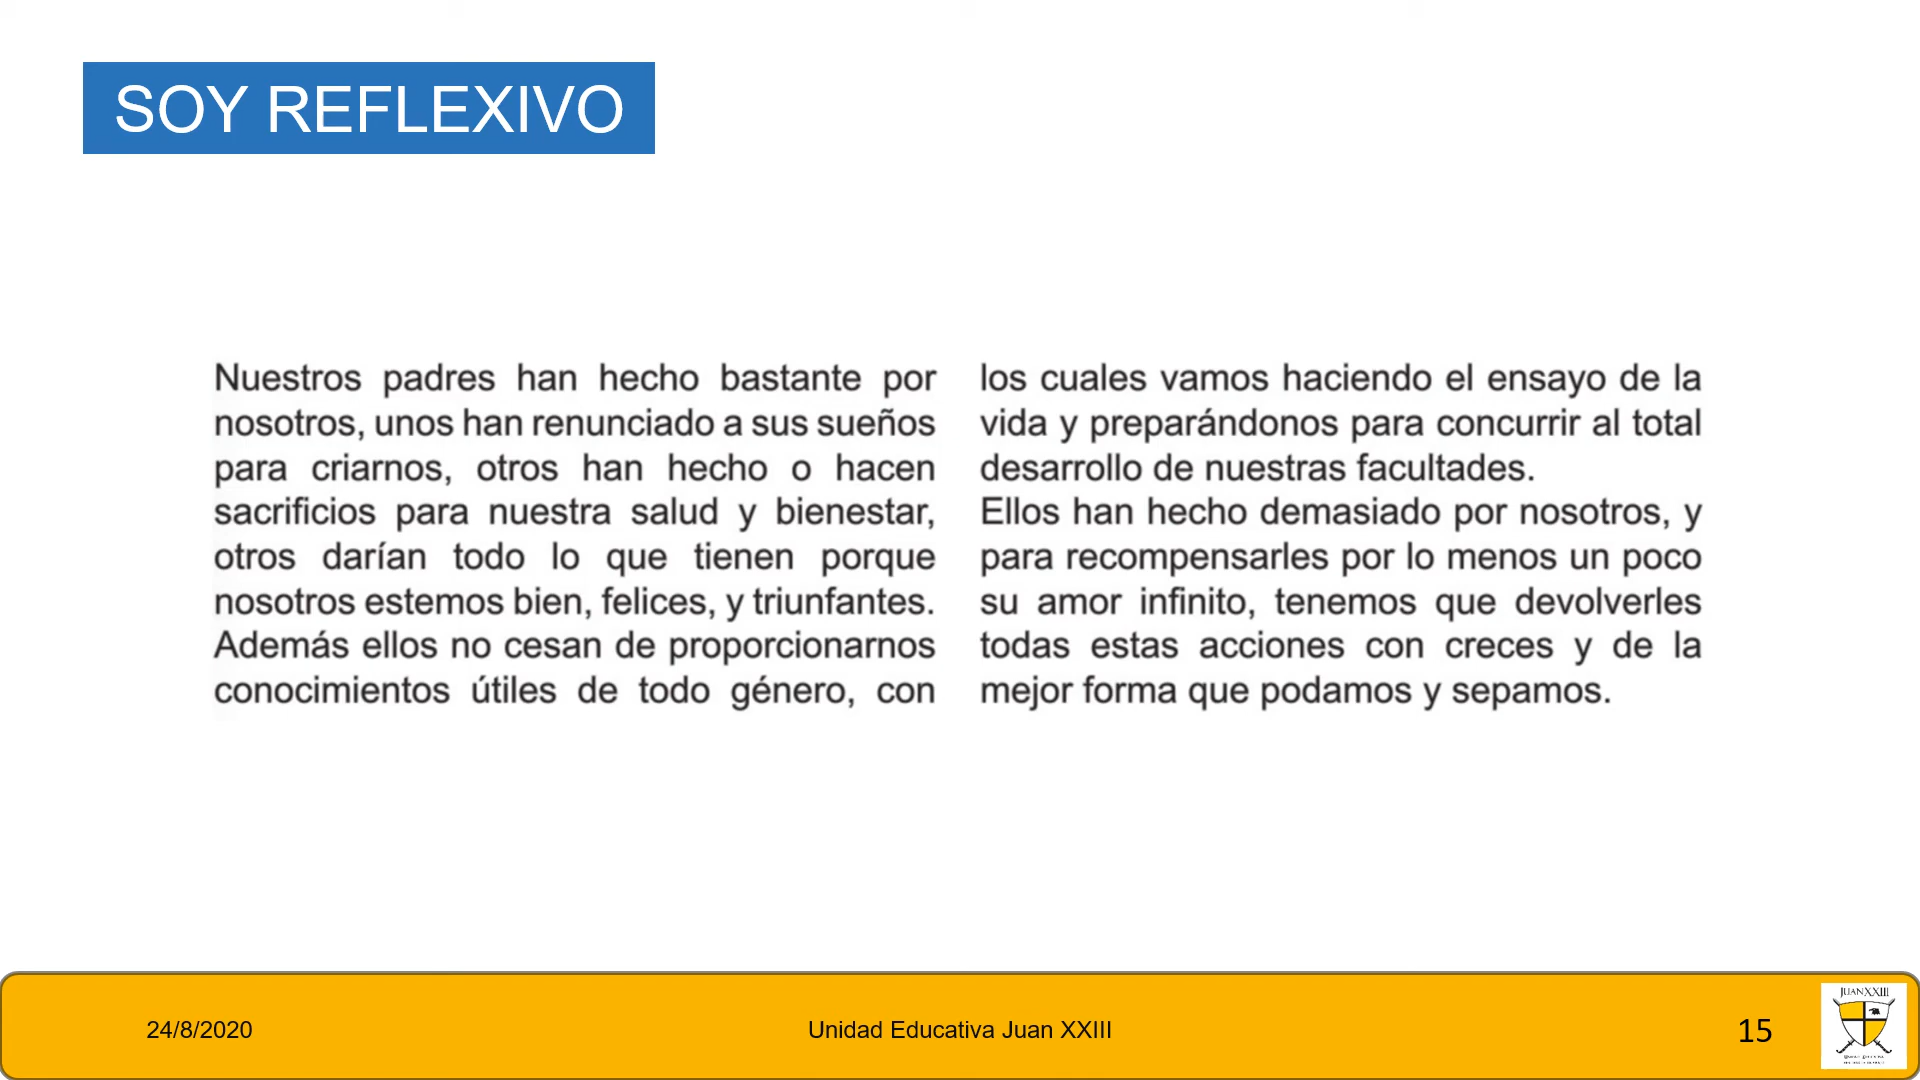 SOY REFLEXIVO
Nuestros padres han hecho bastante por
nosotros, unos han renunciado a sus sueños
para criarnos, otros han hecho o hacen
sacrificios para nuestra salud y bienestar,
otros darían todo lo que tienen porque
nosotros estemos bien, felices, y triunfantes.
Además ellos no cesan de proporcionarnos
conocimientos útiles de todo género, con
los cuales vamos haciendo el ensayo de la
vida y preparándonos para concurrir al total
desarrollo de nuestras facultades.
Ellos han hecho demasiado por nosotros, y
para recompensarles por lo menos un poco
su amor infinito, tenemos que devolverles
todas estas acciones con creces y de la
mejor forma que podamos y sepamos.
24/8/2020
Unidad Educativa Juan XXIII
15
JUAN XXIII